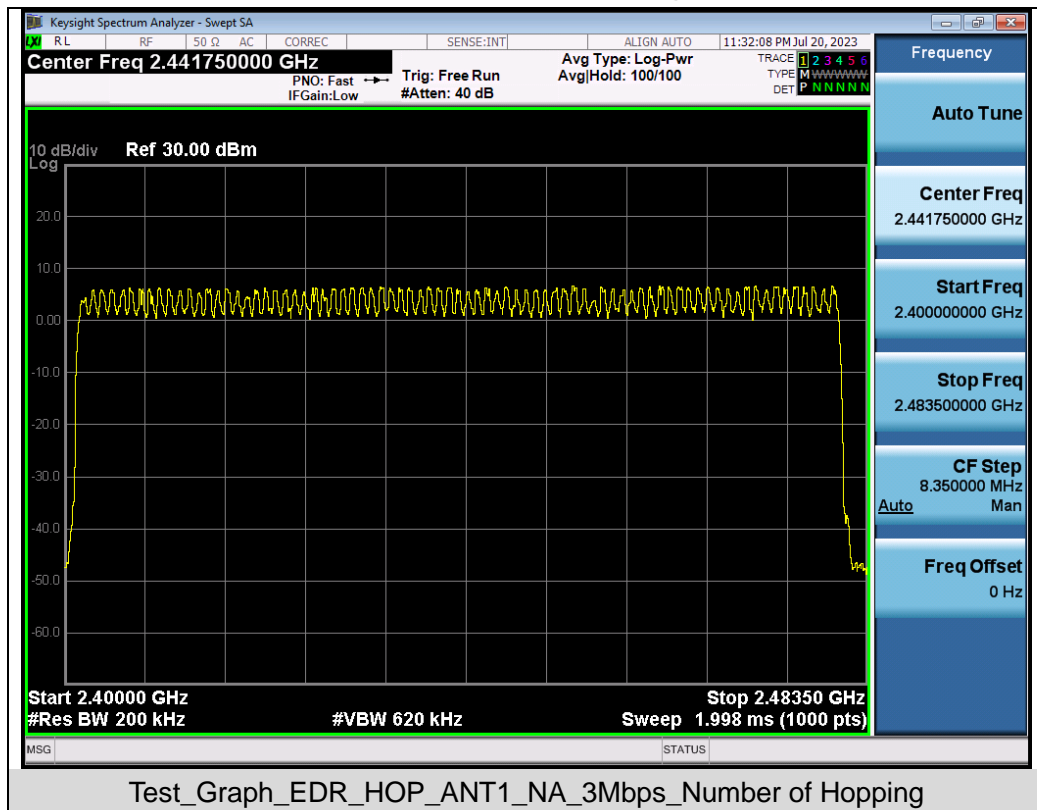 Keysight Spectrum Analyzer - Swept SA
LXI RL RF 50 Ω AC CORREC SENSE:INT ALIGN AUTO 11:32:08 PM Jul 20, 2023
Center Freq 2.441750000 GHz
PNO: Fast
IFGain:Low
Trig: Free Run
#Atten: 40 dB
Avg Type: Log-Pwr
Avg|Hold: 100/100
TRACE 1 2 3 4 5 6
TYPE M WWWWW
DET P N N N N N
10 dB/div Ref 30.00 dBm
Log
20.0
10.0
0.00
-10.0
-20.0
-30.0
-40.0
-50.0
-60.0
Start 2.40000 GHz Stop 2.48350 GHz
#Res BW 200 kHz #VBW 620 kHz Sweep 1.998 ms (1000 pts)
MSG STATUS
Frequency
Auto Tune
Center Freq
2.441750000 GHz
Start Freq
2.400000000 GHz
Stop Freq
2.483500000 GHz
CF Step
8.350000 MHz
Auto Man
Freq Offset
0 Hz
Test_Graph_EDR_HOP_ANT1_NA_3Mbps_Number of Hopping